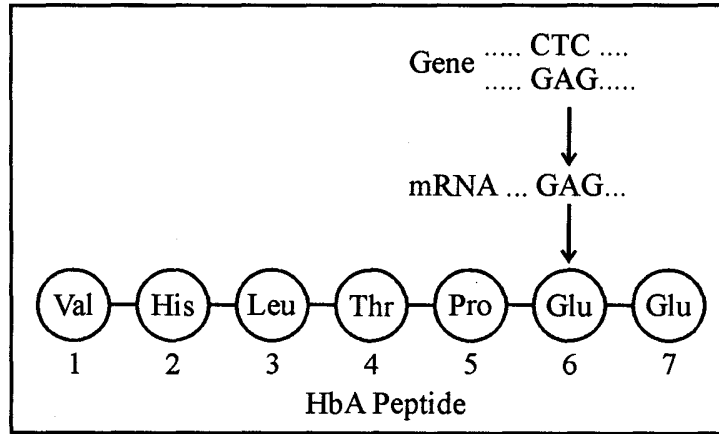 Gene ..... CTC ....
..... GAG.....
mRNA ... GAG...
Val His Leu Thr Pro Glu Glu
1 2 3 4 5 6 7
HbA Peptide